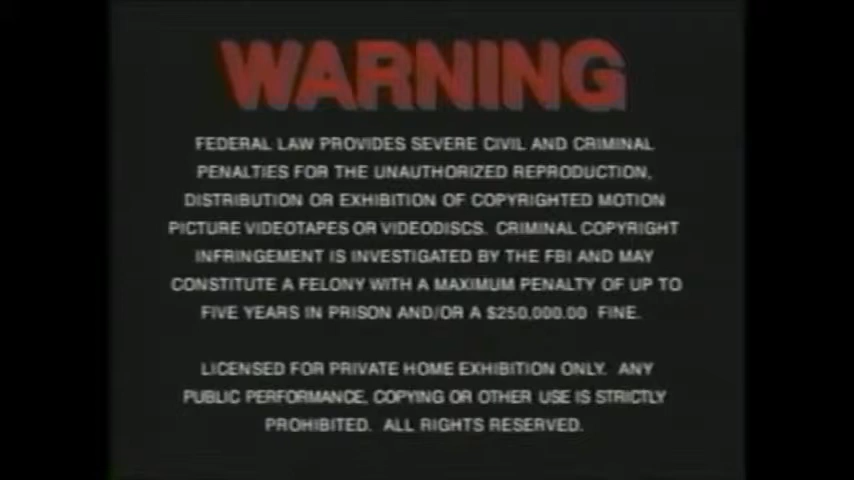 WARNING
FEDERAL LAW PROVIDES SEVERE CIVIL AND CRIMINAL
PENALTIES FOR THE UNAUTHORIZED REPRODUCTION,
DISTRIBUTION OR EXHIBITION OF COPYRIGHTED MOTION
PICTURE VIDEOTAPES OR VIDEODISCS. CRIMINAL COPYRIGHT
INFRINGEMENT IS INVESTIGATED BY THE FBI AND MAY
CONSTITUTE A FELONY WITH A MAXIMUM PENALTY OF UP TO
FIVE YEARS IN PRISON AND/OR A $250,000.00 FINE.
LICENSED FOR PRIVATE HOME EXHIBITION ONLY. ANY
PUBLIC PERFORMANCE, COPYING OR OTHER USE IS STRICTLY
PROHIBITED. ALL RIGHTS RESERVED.